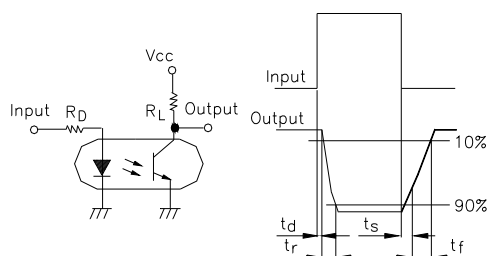 Vcc
Input
RD
RL
Output
Input
Output
10%
90%
td
ts
tr
tf